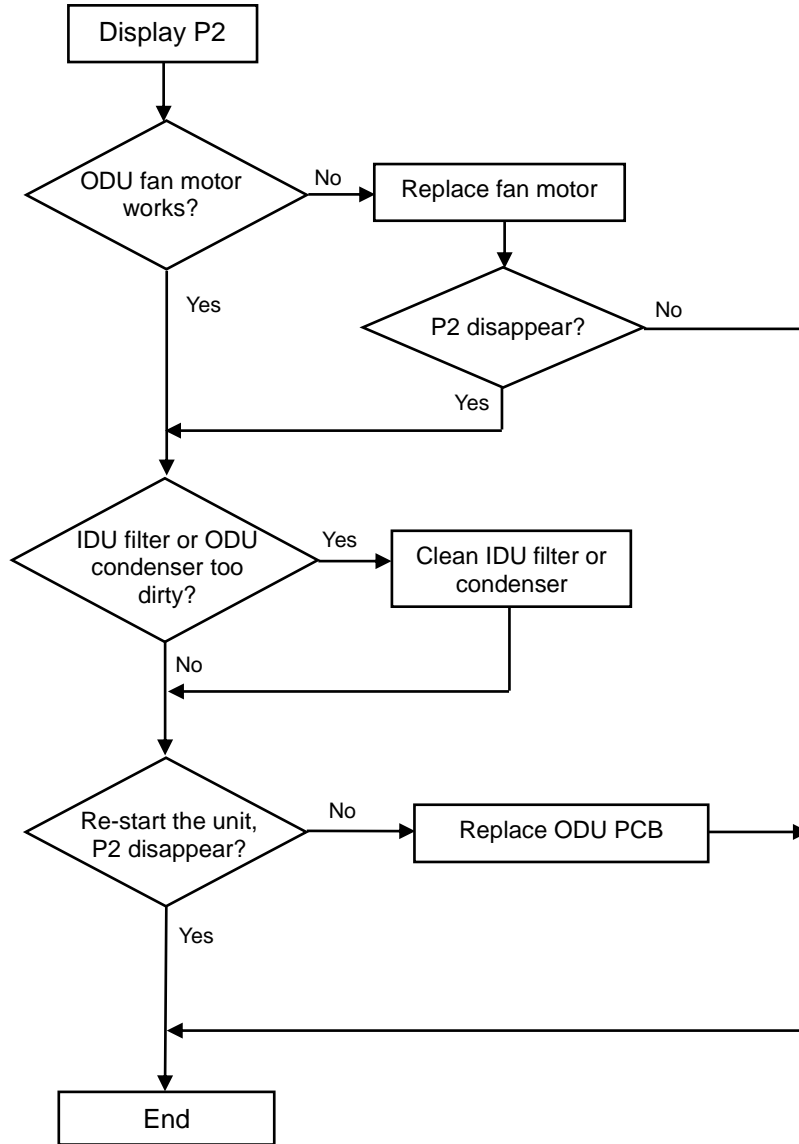 Display P2
ODU fan motor
works?
No
Replace fan motor
Yes
P2 disappear?
No
Yes
IDU filter or ODU
condenser too
dirty?
Yes
Clean IDU filter or
condenser
No
Re-start the unit,
P2 disappear?
No
Replace ODU PCB
Yes
End